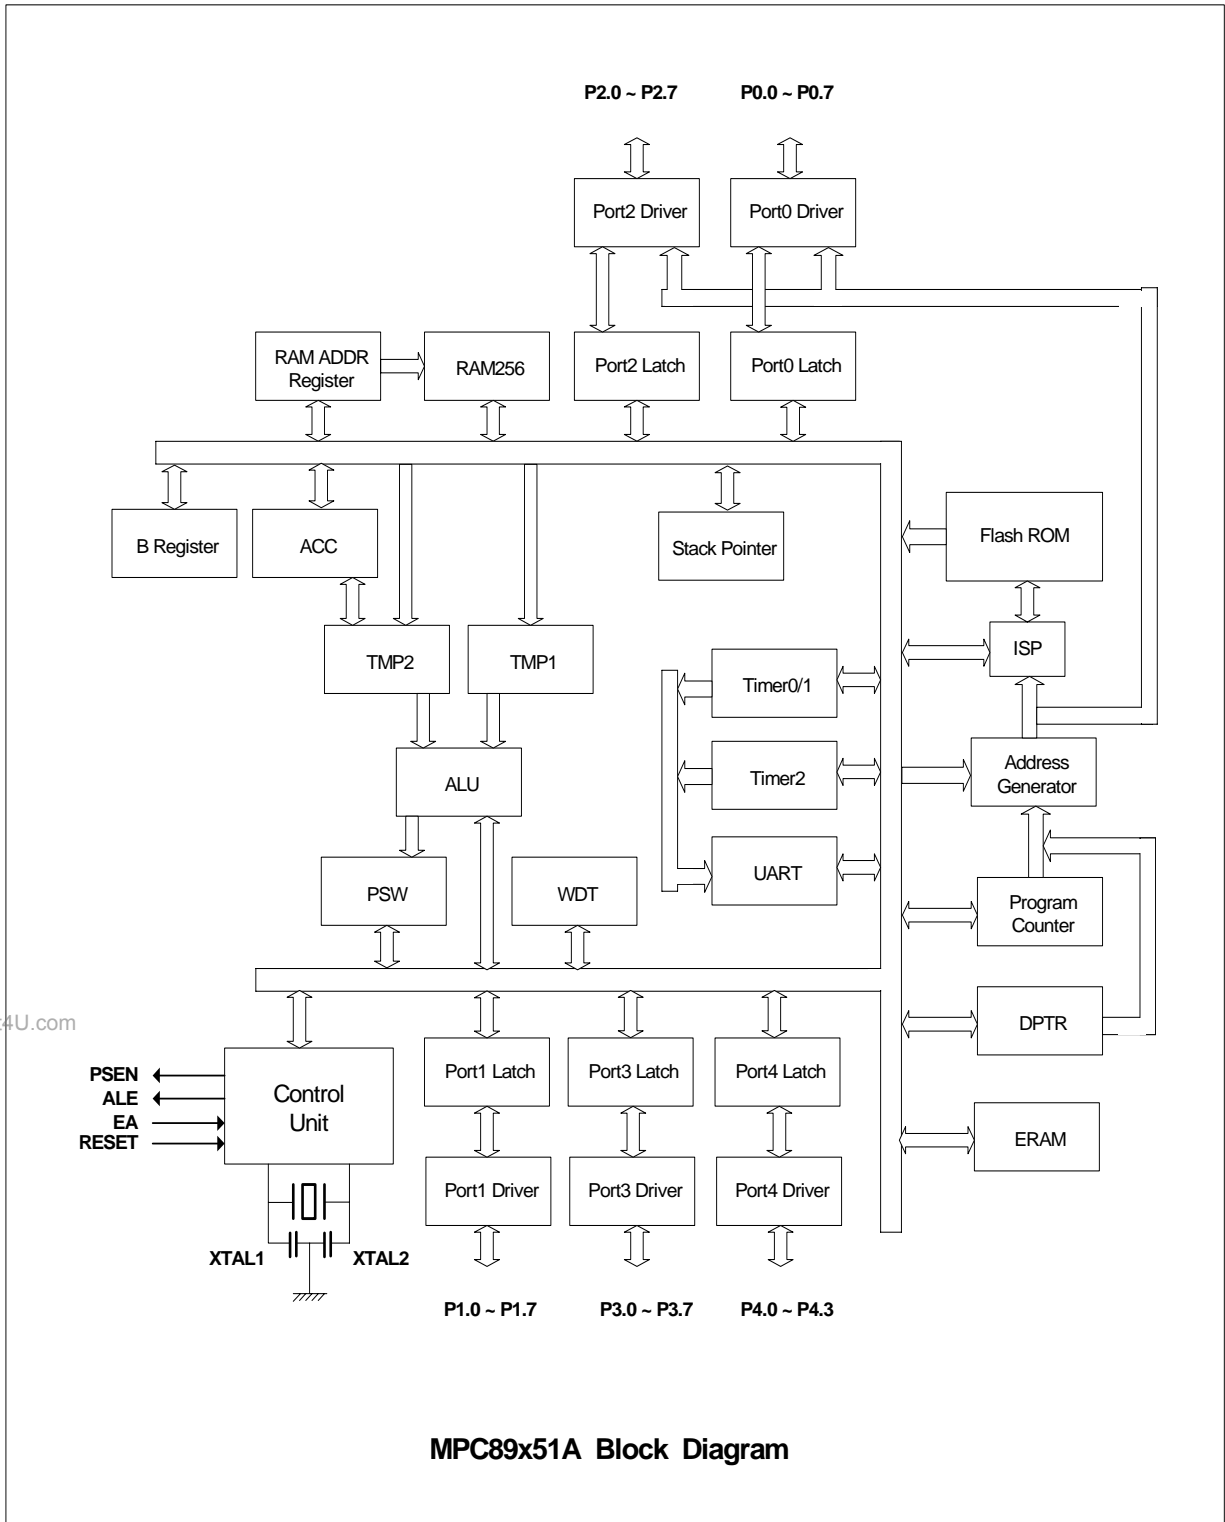 P2.0 ~ P2.7
P0.0 ~ P0.7
Port2 Driver
Port0 Driver
RAM ADDR
Register
RAM256
Port2 Latch
Port0 Latch
B Register
ACC
Stack Pointer
Flash ROM
TMP2
TMP1
ISP
Timer0/1
Timer2
Address
Generator
ALU
UART
PSW
WDT
Program
Counter
DPTR
t4U.com
PSEN
ALE
EA
RESET
Control
Unit
Port1 Latch
Port3 Latch
Port4 Latch
ERAM
Port1 Driver
Port3 Driver
Port4 Driver
XTAL1
XTAL2
P1.0 ~ P1.7
P3.0 ~ P3.7
P4.0 ~ P4.3
MPC89x51A Block Diagram